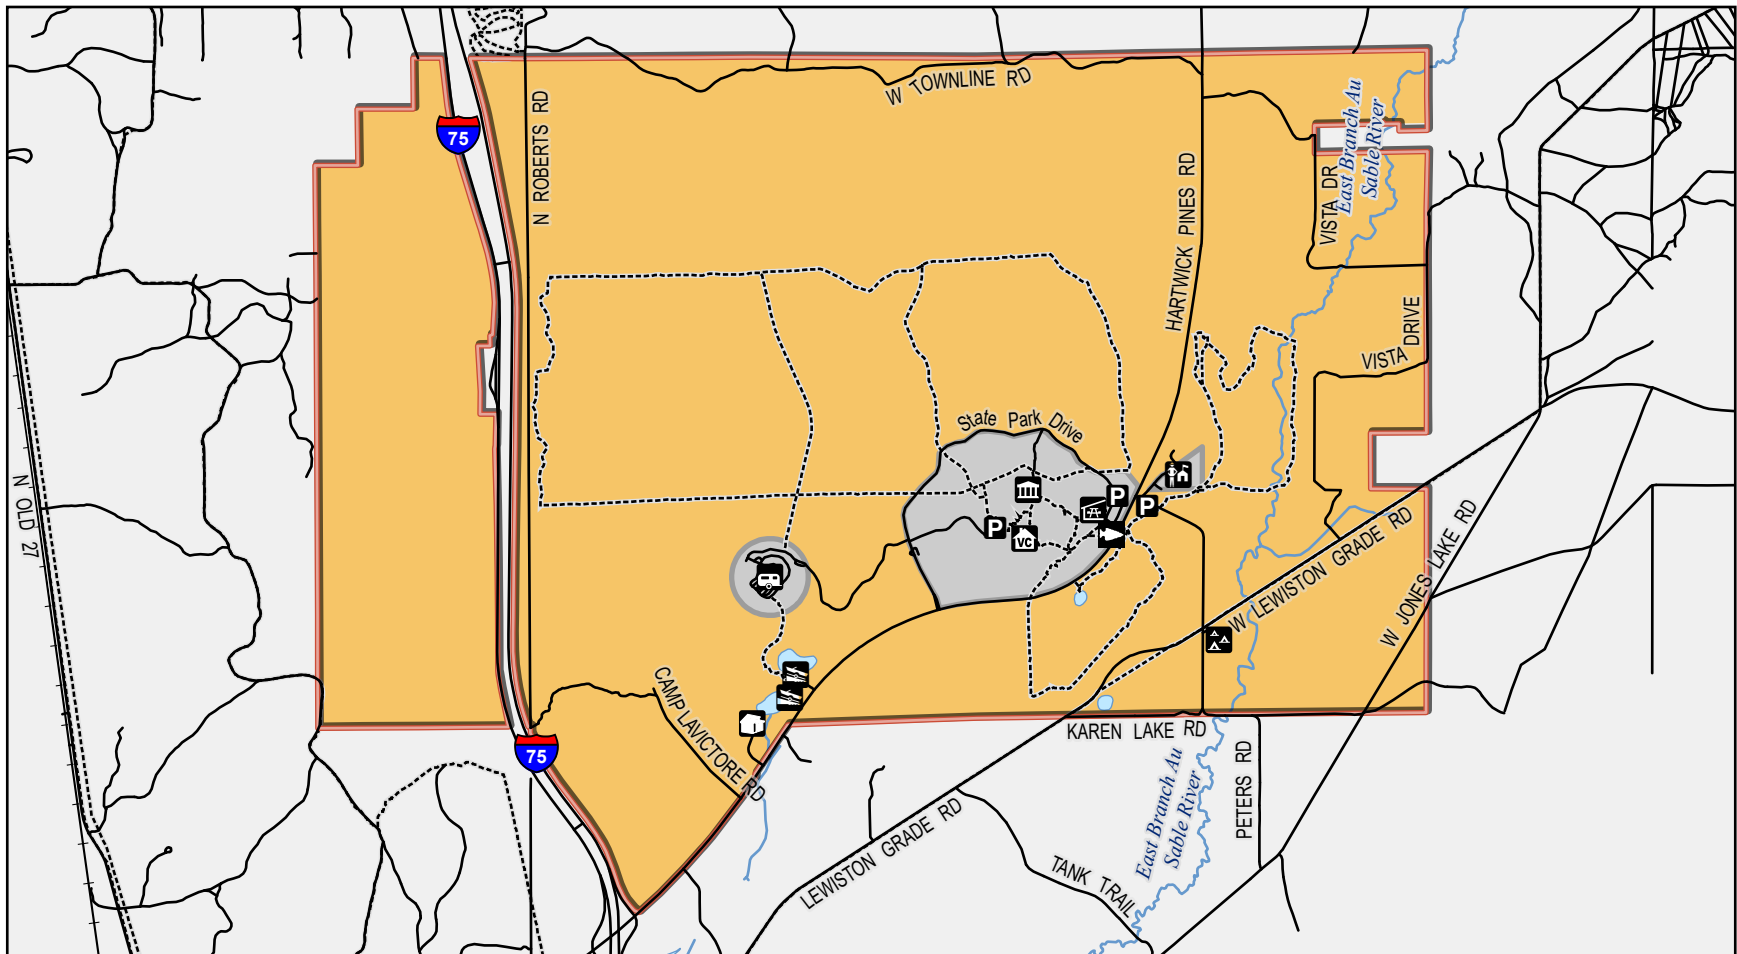 W TOWNLINE RD
75
N ROBERTS RD
East Branch Au
Sable River
VISTA DR
HARTWICK PINES RD
VISTA DRIVE
State Park Drive
N OLD 27
P
P
P
VC
W LEWISTON GRADE RD
W JONES LAKE RD
CAMP LAVICTORE RD
75
KAREN LAKE RD
PETERS RD
East Branch Au
Sable River
LEWISTON GRADE RD
TANK TRAIL